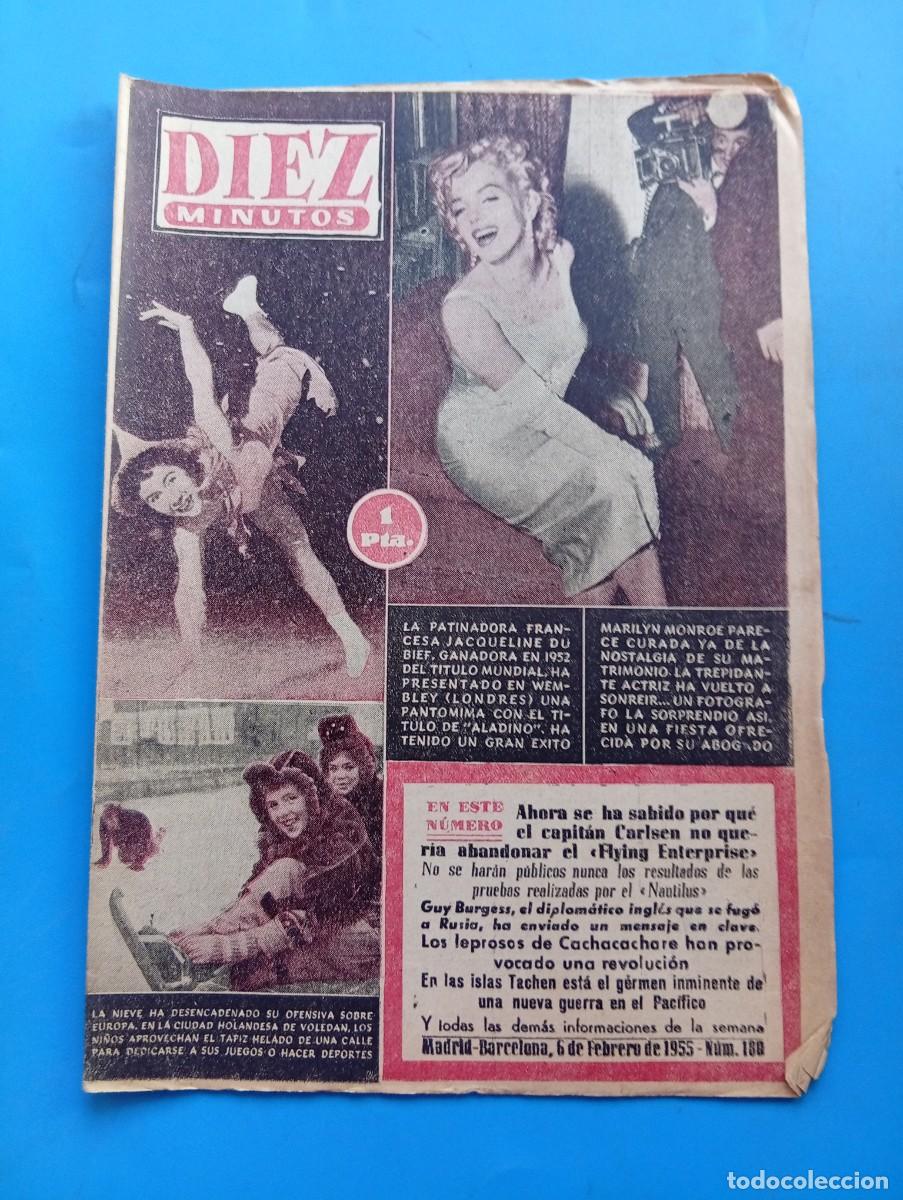 DIEZ
MINUTOS
1
Pta.
LA PATINADORA FRAN-
CESA JACQUELINE DU
BIEF, GANADORA EN 1952
DEL TITULO MUNDIAL, HA
PRESENTADO EN WEM-
BLEY (LONDRES) UNA
PANTOMIMA CON EL TI-
TULO DE "ALADINO". HA
TENIDO UN GRAN EXITO
MARILYN MONROE PARE-
CE CURADA YA DE LA
NOSTALGIA DE SU MA-
TRIMONIO. LA TREPIDAN-
TE ACTRIZ HA VUELTO A
SONREIR... UN FOTOGRA-
FO LA SORPRENDIO ASI,
EN UNA FIESTA OFRE-
CIDA POR SU ABOGADO
LA NIEVE HA DESENCADENADO SU OFENSIVA SOBRE
EUROPA. EN LA CIUDAD HOLANDESA DE VOLEDAN, LOS
NIÑOS APROVECHAN EL TAPIZ HELADO DE UNA CALLE
PARA DEDICARSE A SUS JUEGOS O HACER DEPORTES
EN ESTE
NÚMERO
Ahora se ha sabido por qué
el capitán Carlsen no que-
ría abandonar el «Flying Enterprise»
No se harán públicos nunca los resultados de las
pruebas realizadas por el «Nautilus»
Guy Burgess, el diplomático inglés que se fugó
a Rusia, ha enviado un mensaje en clave.
Los leprosos de Cachacachare han pro-
vocado una revolución
En las islas Tachen está el gérmen inminente de
una nueva guerra en el Pacífico
Y todas las demás informaciones de la semana
Madrid-Barcelona, 6 de Febrero de 1955 - Núm. 180
todocoleccion